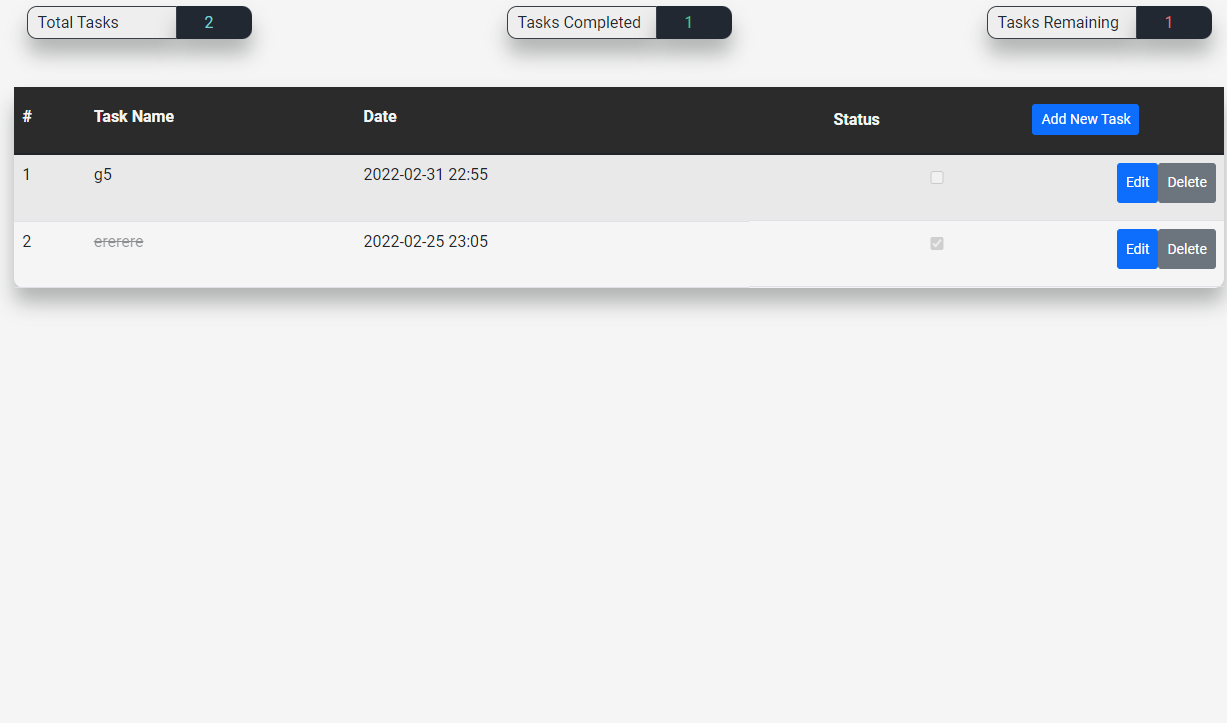 Total Tasks 2 Tasks Completed 1 Tasks Remaining 1
# Task Name Date Status Add New Task
1 g5 2022-02-31 22:55 Edit Delete
2 ererere 2022-02-25 23:05 Edit Delete